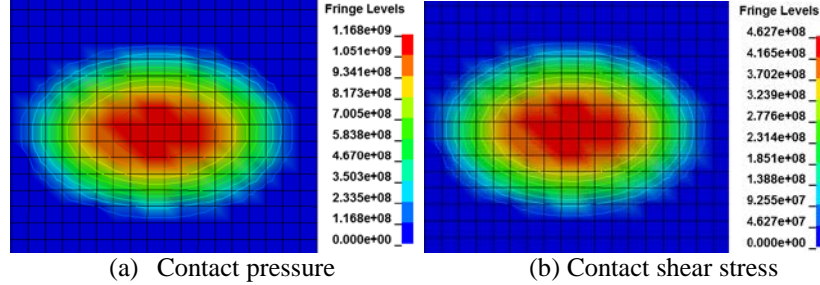 Fringe Levels
1.168e+09
1.051e+09
9.341e+08
8.173e+08
7.005e+08
5.838e+08
4.670e+08
3.503e+08
2.335e+08
1.168e+08
0.000e+00
Fringe Levels
4.627e+08
4.165e+08
3.702e+08
3.239e+08
2.776e+08
2.314e+08
1.851e+08
1.388e+08
9.255e+07
4.627e+07
0.000e+00
(a) Contact pressure
(b) Contact shear stress